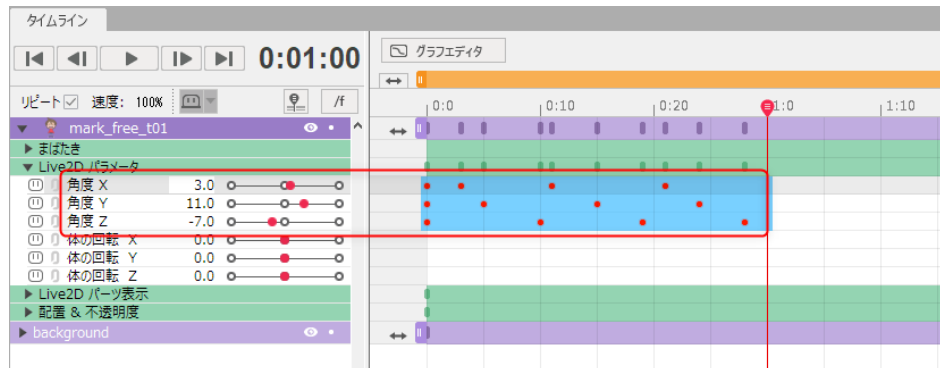 タイムライン
0:01:00
グラフエディタ
リピート 速度: 100% /f
0:0 0:10 0:20 1:0 1:10
mark_free_t01
まばたき
Live2D パラメータ
角度 X 3.0
角度 Y 11.0
角度 Z -7.0
体の回転 X 0.0
体の回転 Y 0.0
体の回転 Z 0.0
Live2D パーツ表示
配置 & 不透明度
background